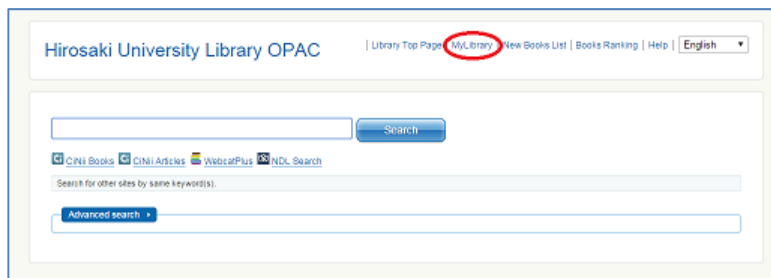 Hirosaki University Library OPAC | Library Top Page | MyLibrary | New Books List | Books Ranking | Help | English
Search
CiNii Books CiNii Articles WebcatPlus NDL Search
Search for other sites by same keyword(s).
Advanced search